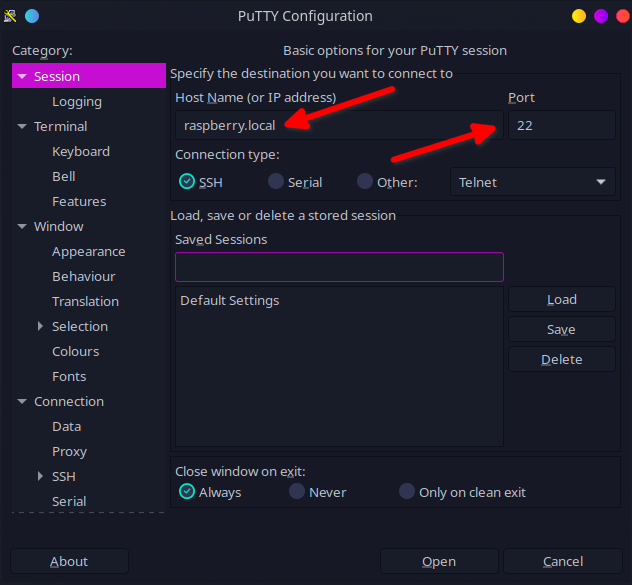 PuTTY Configuration
Category:
Session
Logging
Terminal
Keyboard
Bell
Features
Window
Appearance
Behaviour
Translation
Selection
Colours
Fonts
Connection
Data
Proxy
SSH
Serial
Basic options for your PuTTY session
Specify the destination you want to connect to
Host Name (or IP address) Port
raspberry.local 22
Connection type:
SSH Serial Other: Telnet
Load, save or delete a stored session
Saved Sessions
Default Settings
Load
Save
Delete
Close window on exit:
Always Never Only on clean exit
About Open Cancel